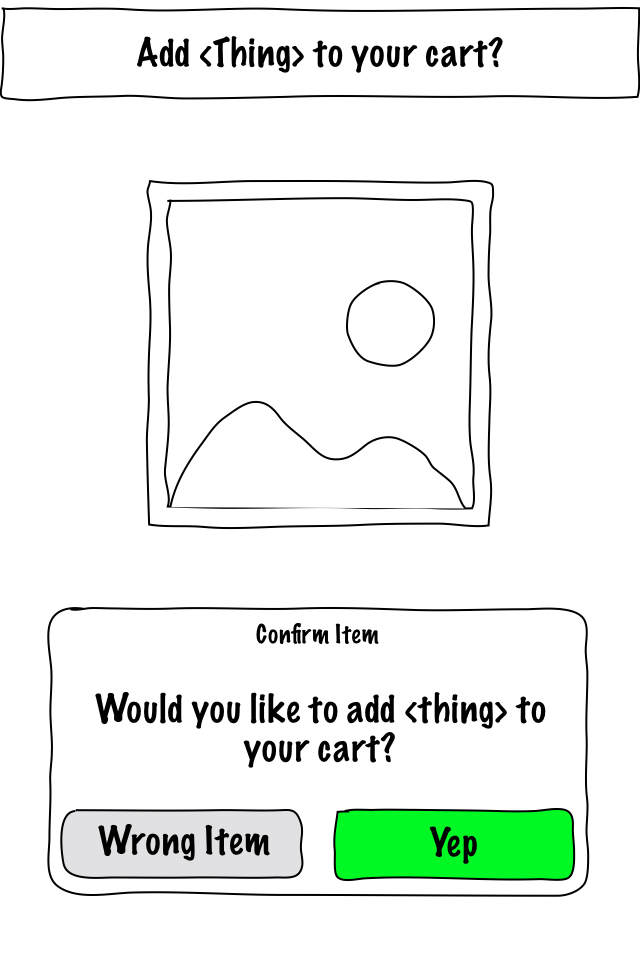 Add <Thing> to your cart?
Confirm Item
Would you like to add <thing> to
your cart?
Wrong Item
Yep